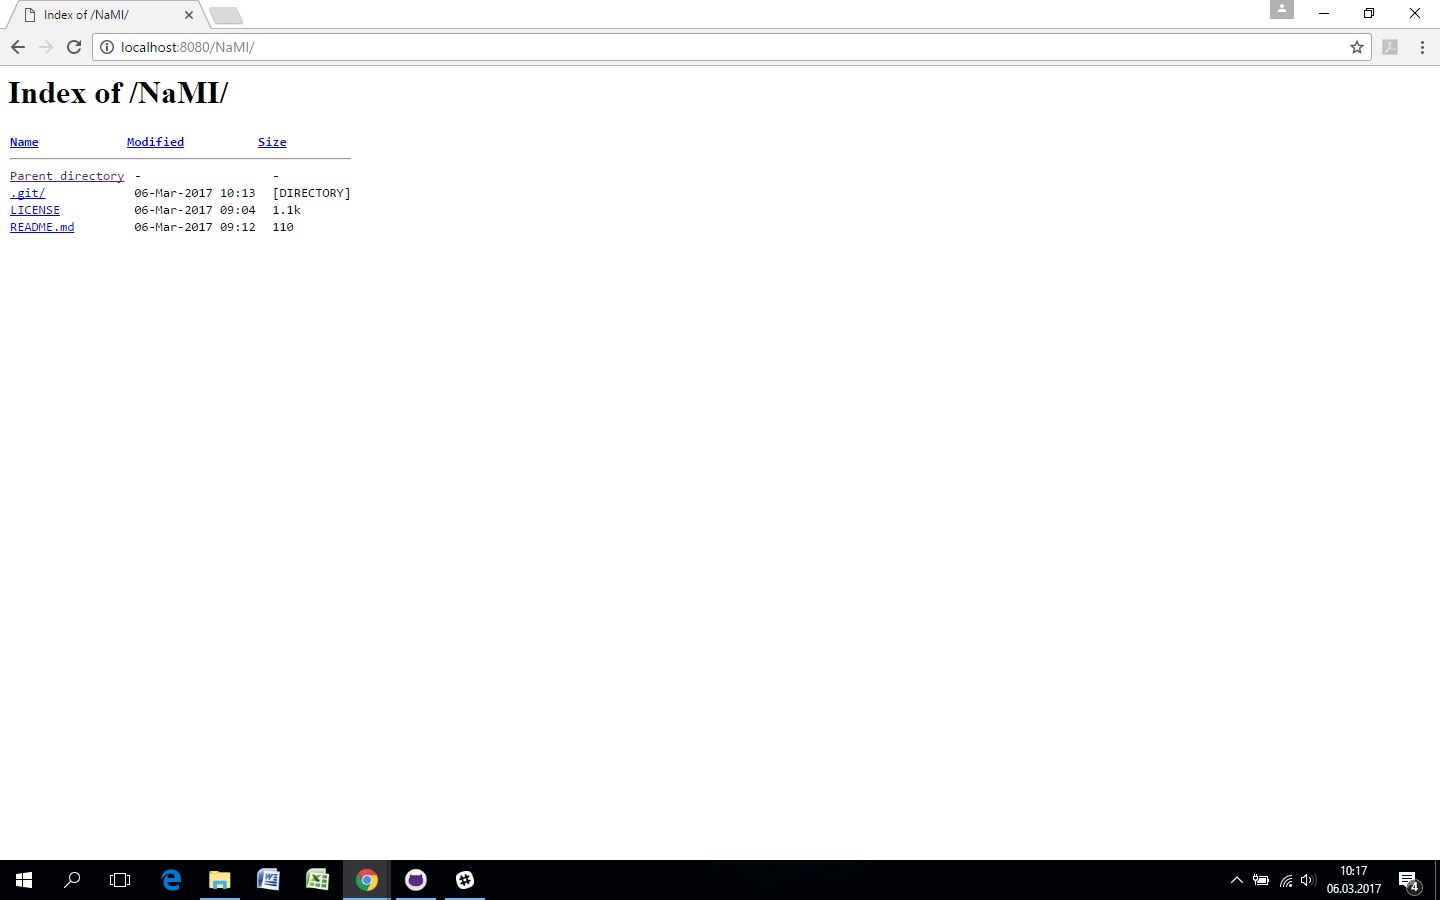 Index of /NaMI/
localhost:8080/NaMI/
Index of /NaMI/
Name Modified Size
Parent directory - -
.git/ 06-Mar-2017 10:13 [DIRECTORY]
LICENSE 06-Mar-2017 09:04 1.1k
README.md 06-Mar-2017 09:12 110
10:17
06.03.2017
4